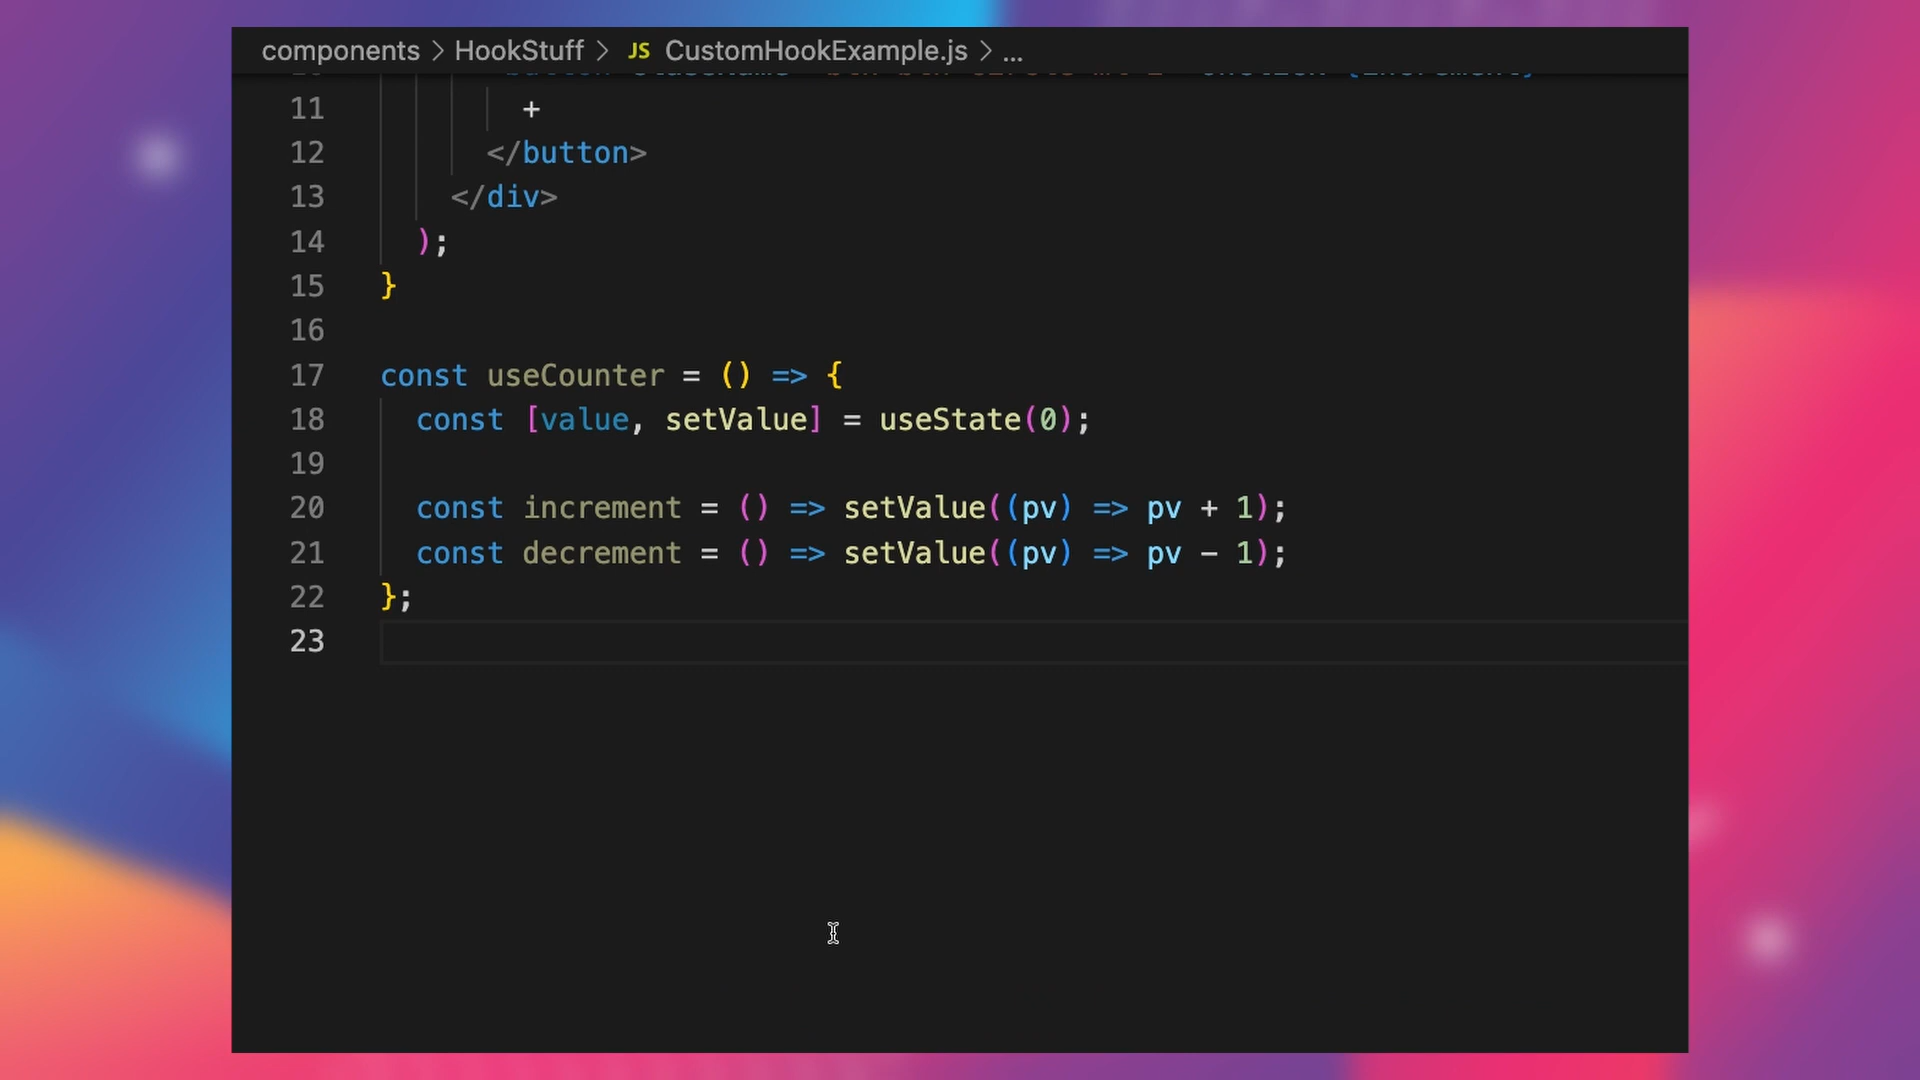 components > HookStuff > JS CustomHookExample.js > ...
11 +
12 </button>
13 </div>
14 );
15 }
16
17 const useCounter = () => {
18 const [value, setValue] = useState(0);
19
20 const increment = () => setValue((pv) => pv + 1);
21 const decrement = () => setValue((pv) => pv - 1);
22 };
23